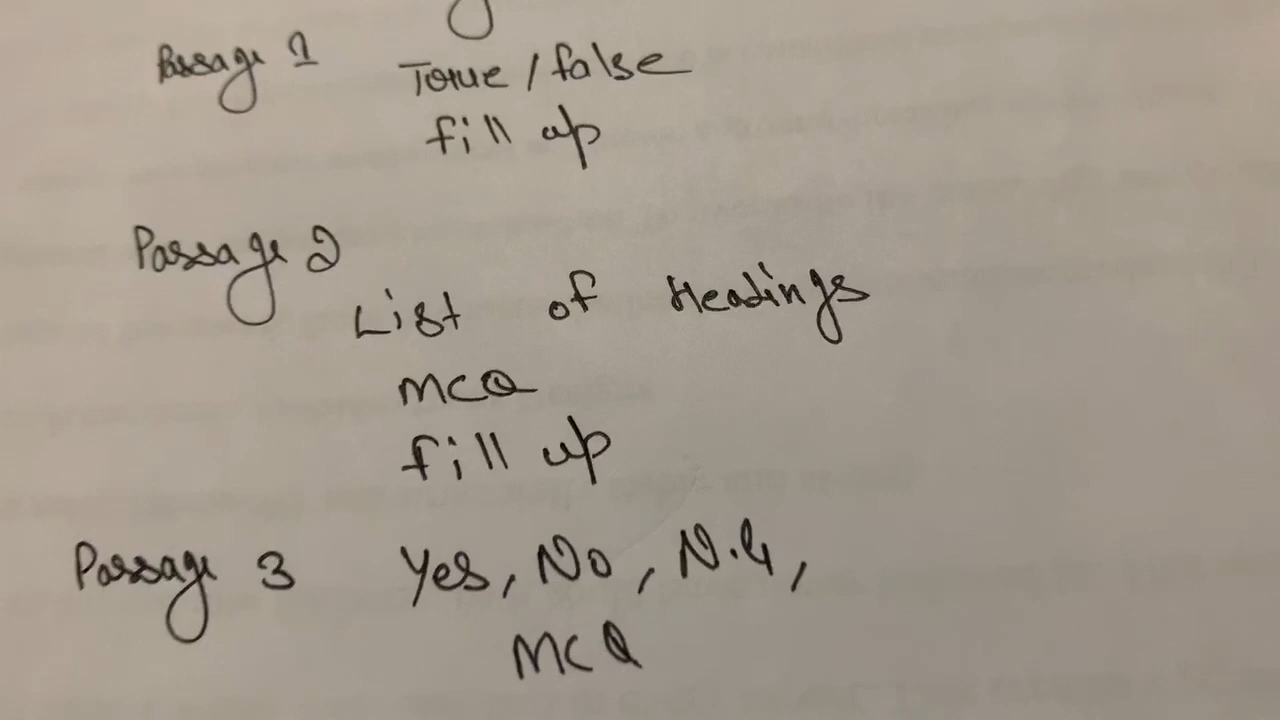 Passage 1 True/false
fill up
Passage 2
List of Headings
MCQ
fill up
Passage 3 Yes, No, N.G,
MCQ